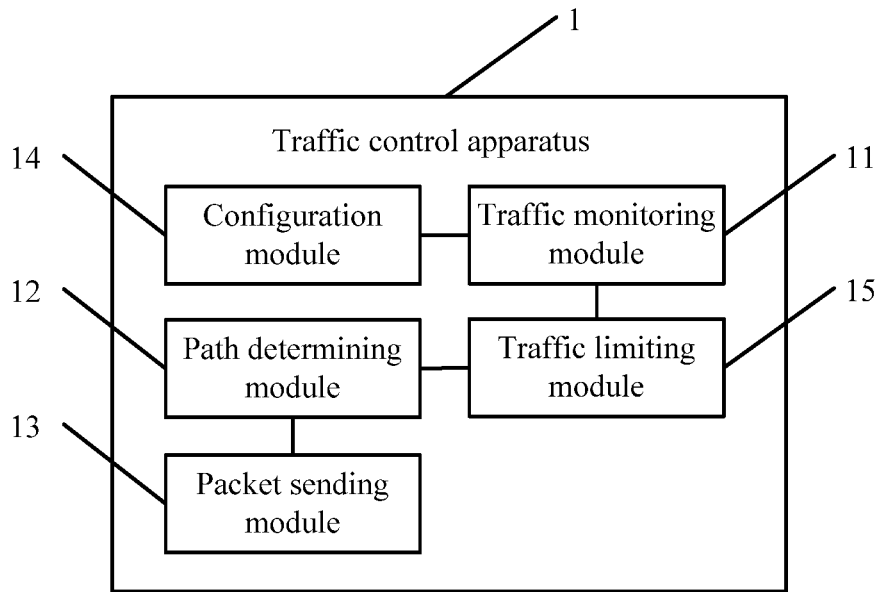 1
Traffic control apparatus
14
11
Configuration
module
Traffic monitoring
module
12
15
Path determining
module
Traffic limiting
module
13
Packet sending
module